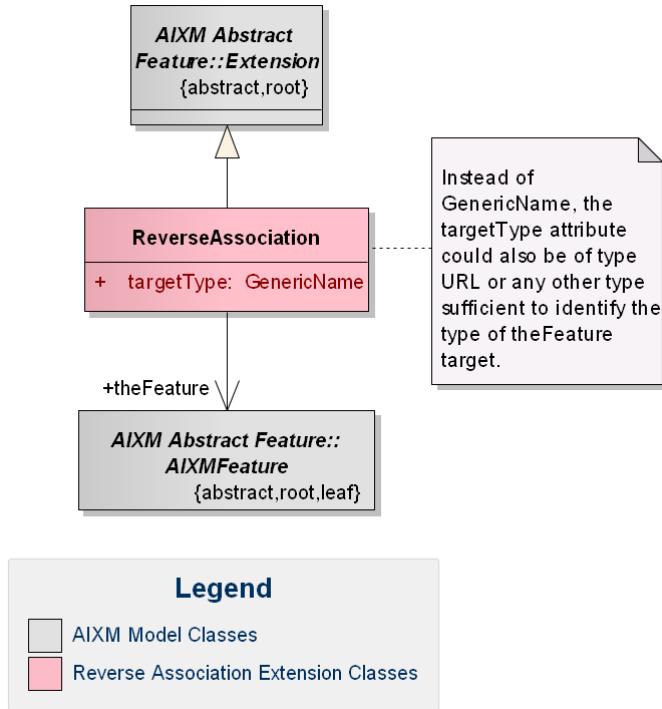 AIXM Abstract
Feature::Extension
{abstract,root}
ReverseAssociation
+ targetType: GenericName
Instead of
GenericName, the
targetType attribute
could also be of type
URL or any other type
sufficient to identify the
type of theFeature
target.
+theFeature
AIXM Abstract Feature::
AIXMFeature
{abstract,root,leaf}
Legend
AIXM Model Classes
Reverse Association Extension Classes